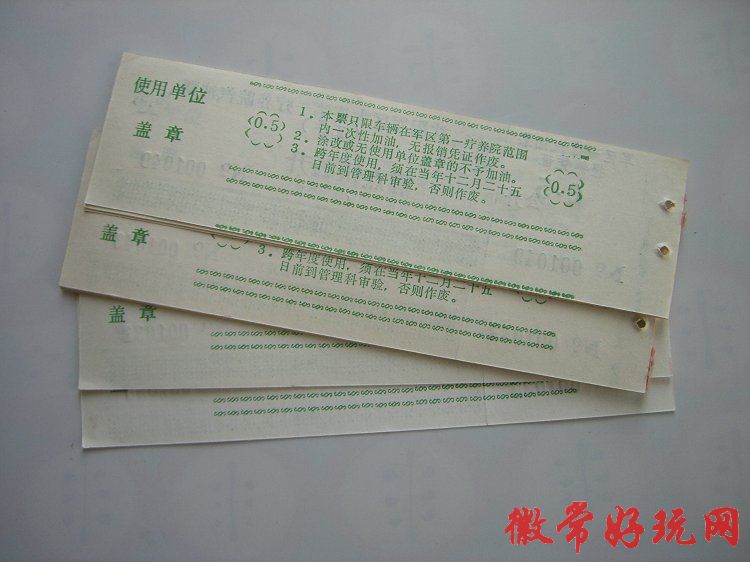 使用单位
盖章
(0.5)
1．本票只限车辆在军区第一疗养院范围
内一次性加油，无报销凭证作废。
2．涂改或无使用单位盖章的不予加油。
3．跨年度使用，须在当年十二月二十五
日前到管理科审验，否则作废。
(0.5)
盖章
3．跨年度使用，须在当年十二月二十五
日前到管理科审验，否则作废。
盖章
徽常好玩网